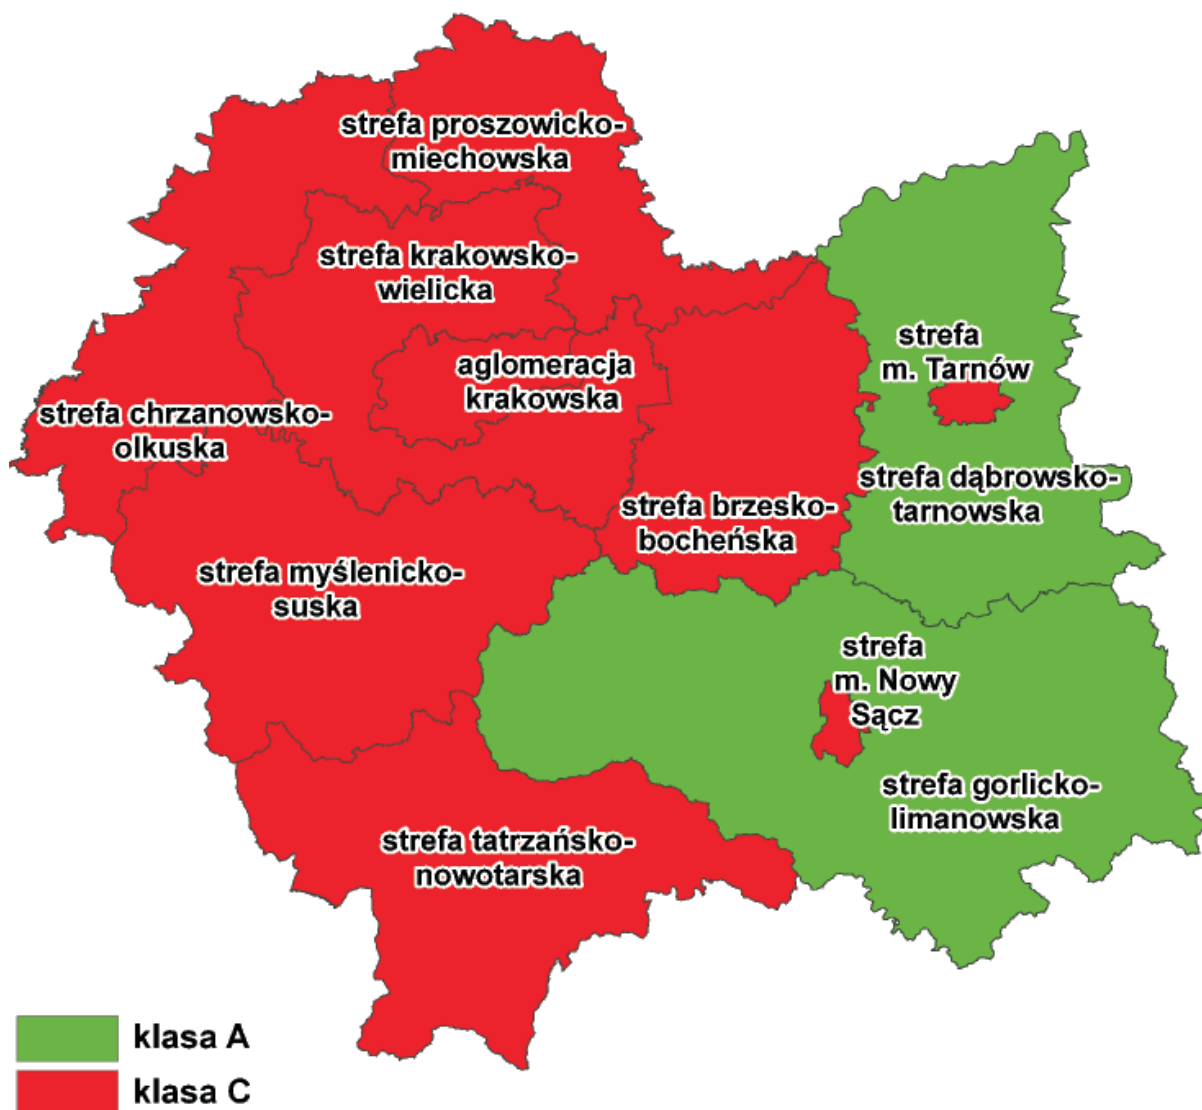 strefa proszowicko-
miechowska
strefa krakowsko-
wielicka
strefa
m. Tarnów
aglomeracja
krakowska
strefa chrzanowsko-
olkuska
strefa dąbrowsko-
tarnowska
strefa brzesko-
bocheńska
strefa myślenicko-
suska
strefa
m. Nowy
Sącz
strefa gorlicko-
limanowska
strefa tatrzańsko-
nowotarska
klasa A
klasa C